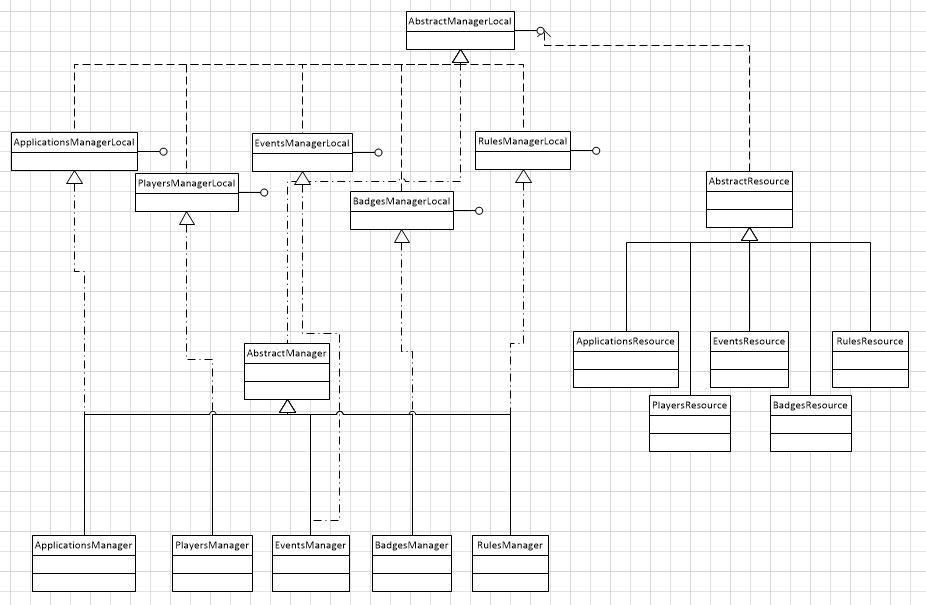 AbstractManagerLocal
ApplicationsManagerLocal
EventsManagerLocal
RulesManagerLocal
PlayersManagerLocal
BadgesManagerLocal
AbstractResource
AbstractManager
ApplicationsResource
EventsResource
RulesResource
PlayersResource
BadgesResource
ApplicationsManager
PlayersManager
EventsManager
BadgesManager
RulesManager